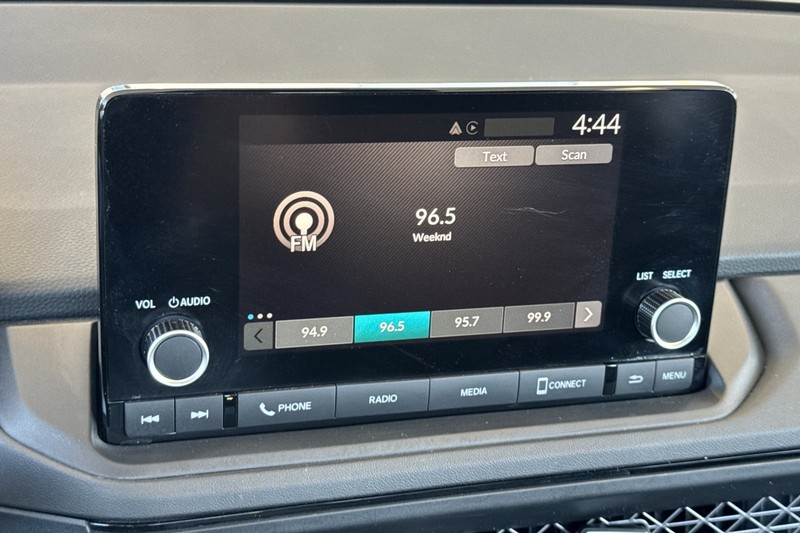 4:44
Text Scan
96.5
Weeknd
FM
94.9 96.5 95.7 99.9
VOL AUDIO
LIST SELECT
PHONE RADIO MEDIA CONNECT MENU